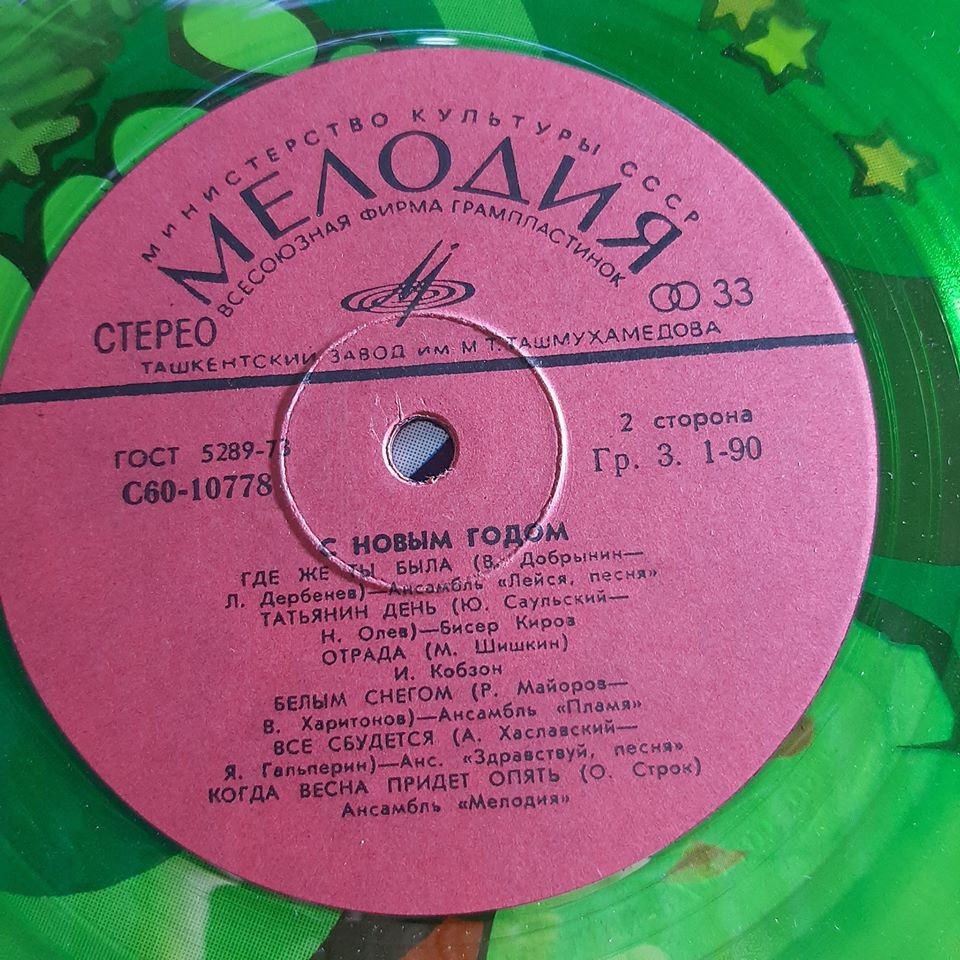 МИНИСТЕРСТВО КУЛЬТУРЫ СССР
МЕЛОДИЯ
ВСЕСОЮЗНАЯ ФИРМА ГРАМПЛАСТИНОК
СТЕРЕО
33
ТАШКЕНТСКИЙ ЗАВОД ИМ. М. Т. ТАШМУХАМЕДОВА
2 сторона
ГОСТ 5289-73
Гр. 3. 1-90
С60-10778
С НОВЫМ ГОДОМ
ГДЕ ЖЕ ТЫ БЫЛА (В. Добрынин—
Л. Дербенев)—Ансамбль «Лейся, песня»
ТАТЬЯНИН ДЕНЬ (Ю. Саульский—
Н. Олев)—Бисер Киров
ОТРАДА (М. Шишкин)
И. Кобзон
БЕЛЫМ СНЕГОМ (Р. Майоров—
В. Харитонов)—Ансамбль «Пламя»
ВСЕ СБУДЕТСЯ (А. Хаславский—
Я. Гальперин)—Анс. «Здравствуй, песня»
КОГДА ВЕСНА ПРИДЕТ ОПЯТЬ (О. Строк)
Ансамбль «Мелодия»